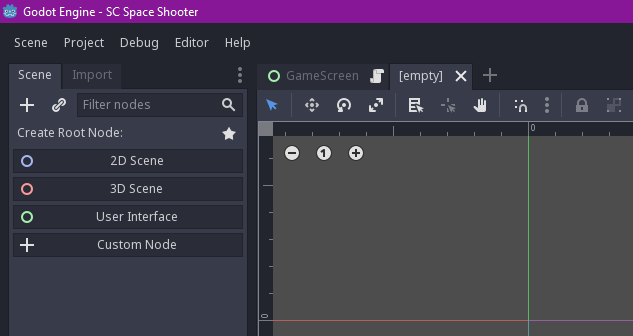 Godot Engine - SC Space Shooter
Scene Project Debug Editor Help
Scene Import
GameScreen [empty]
Filter nodes
Create Root Node:
2D Scene
3D Scene
User Interface
Custom Node
0
1
0